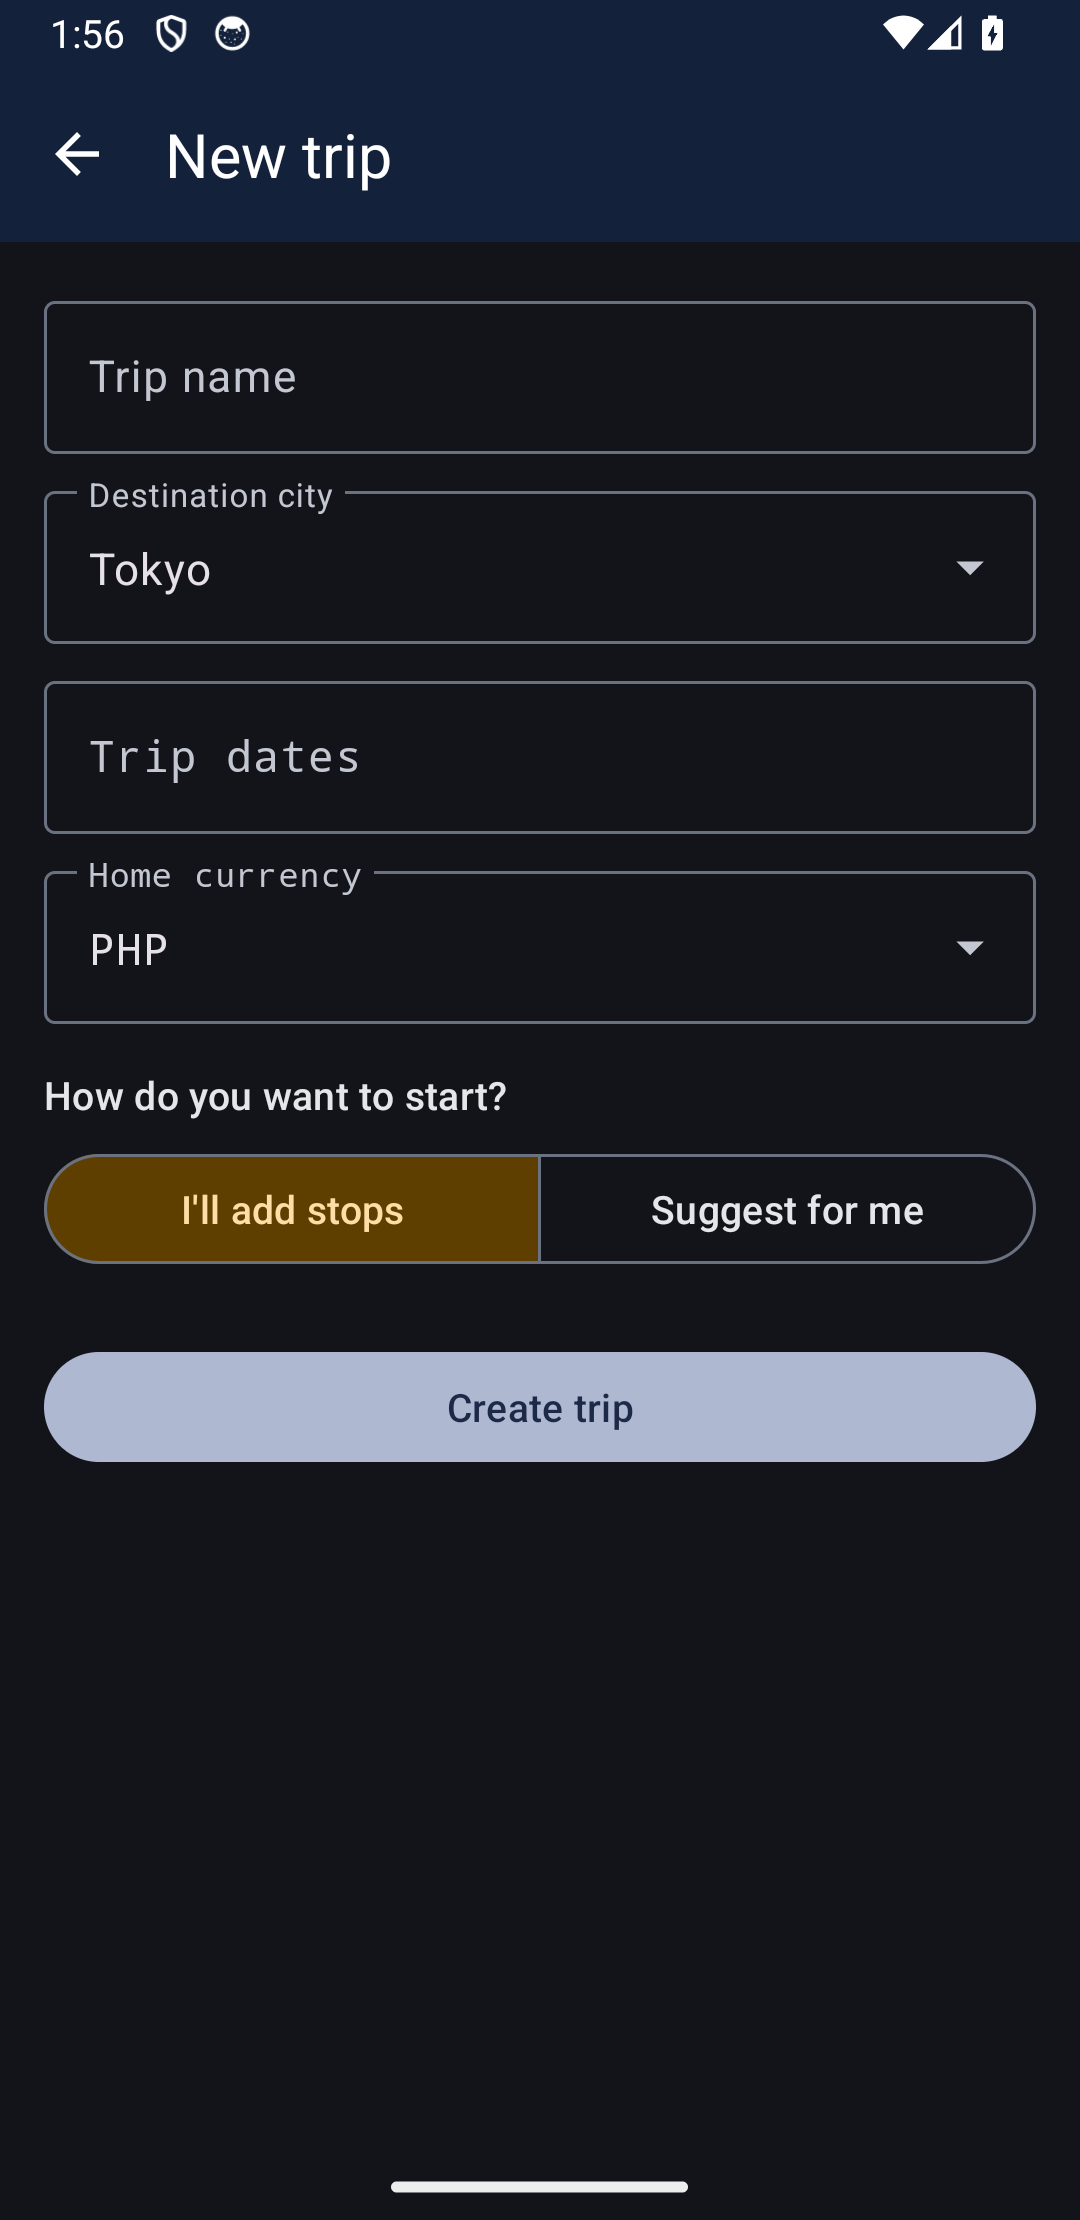 1:56
New trip
Trip name
Destination city
Tokyo
Trip dates
Home currency
PHP
How do you want to start?
I'll add stops
Suggest for me
Create trip